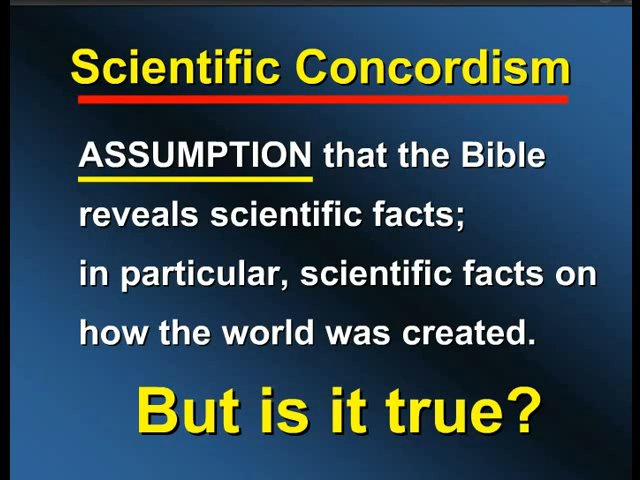 Scientific Concordism
ASSUMPTION that the Bible
reveals scientific facts;
in particular, scientific facts on
how the world was created.
But is it true?